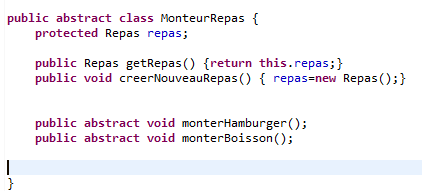 public abstract class MonteurRepas {
protected Repas repas;
public Repas getRepas() {return this.repas;}
public void creerNouveauRepas() { repas=new Repas();}
public abstract void monterHamburger();
public abstract void monterBoisson();
}